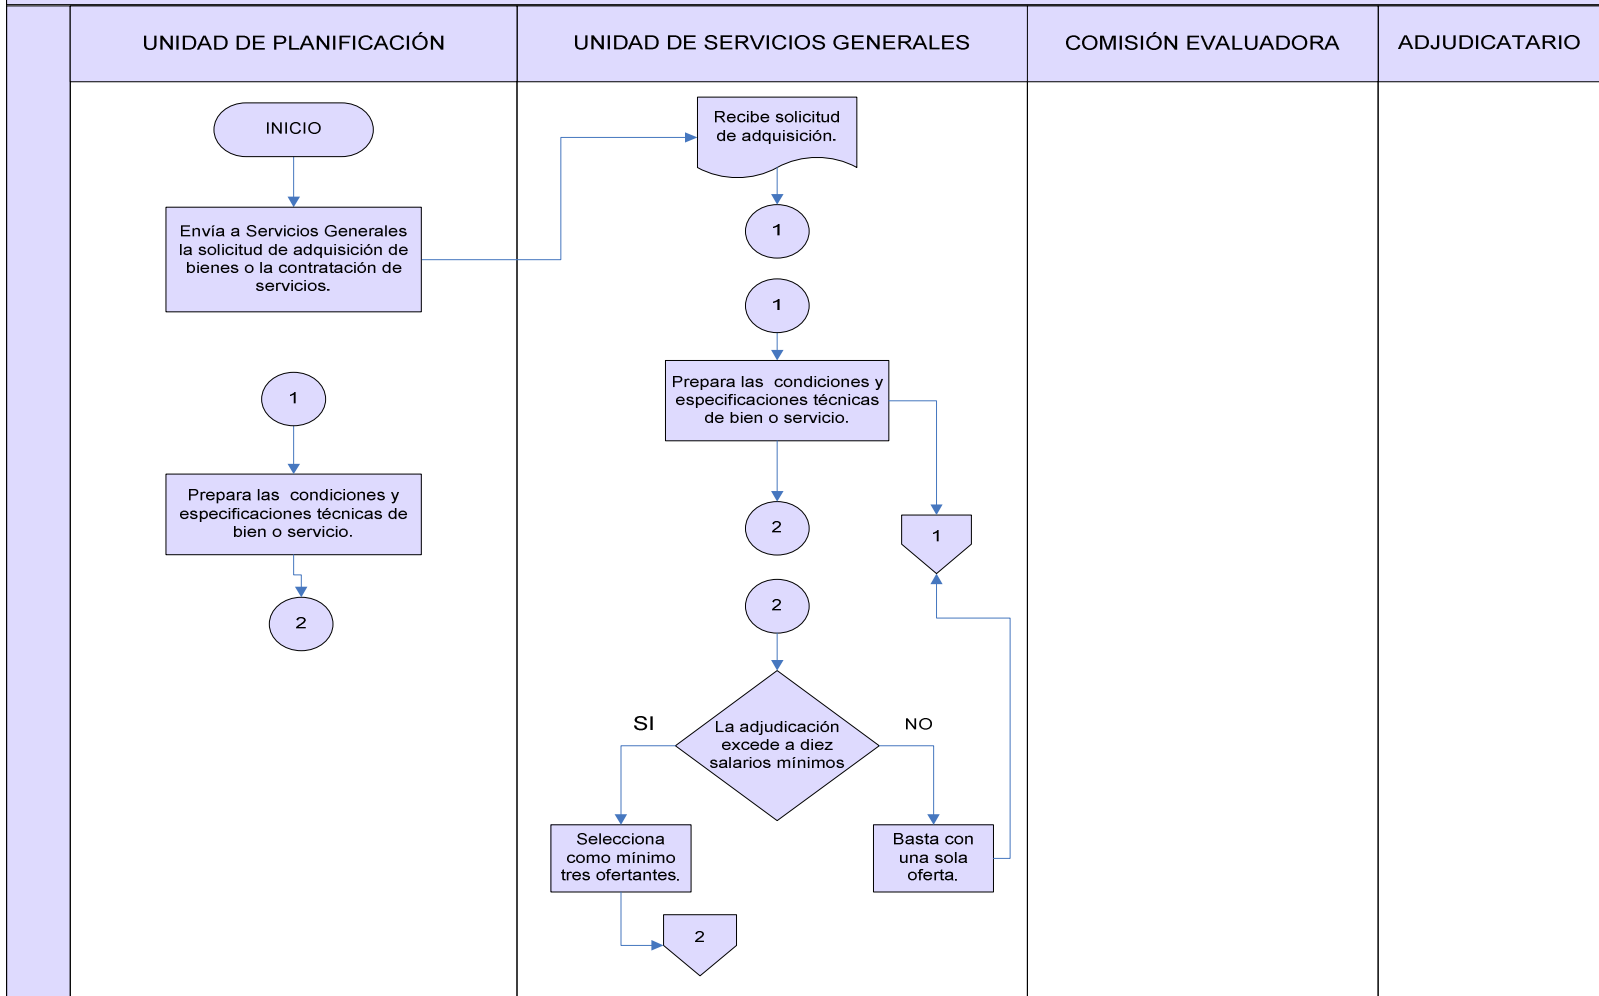 UNIDAD DE PLANIFICACIÓN
UNIDAD DE SERVICIOS GENERALES
COMISIÓN EVALUADORA
ADJUDICATARIO
INICIO
Envía a Servicios Generales
la solicitud de adquisición de
bienes o la contratación de
servicios.
1
Prepara las condiciones y
especificaciones técnicas de
bien o servicio.
2
Recibe solicitud
de adquisición.
1
1
Prepara las condiciones y
especificaciones técnicas
de bien o servicio.
2
1
2
La adjudicación
excede a diez
salarios mínimos
SI
NO
Selecciona
como mínimo
tres ofertantes.
Basta con
una sola
oferta.
2